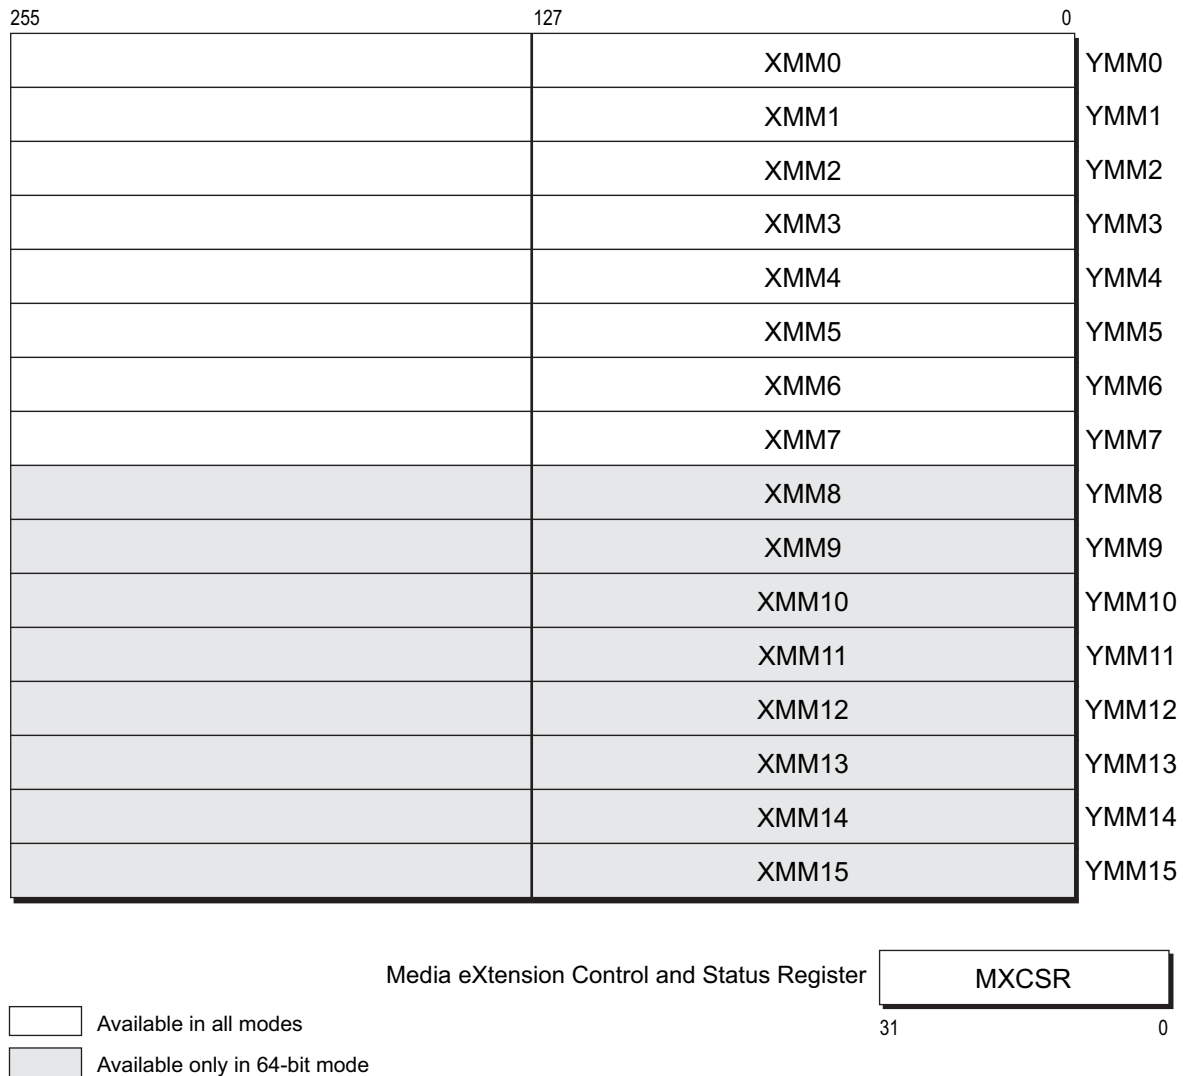 255 127 0
XMM0 YMM0
XMM1 YMM1
XMM2 YMM2
XMM3 YMM3
XMM4 YMM4
XMM5 YMM5
XMM6 YMM6
XMM7 YMM7
XMM8 YMM8
XMM9 YMM9
XMM10 YMM10
XMM11 YMM11
XMM12 YMM12
XMM13 YMM13
XMM14 YMM14
XMM15 YMM15
Media eXtension Control and Status Register MXCSR
31 0
Available in all modes
Available only in 64-bit mode